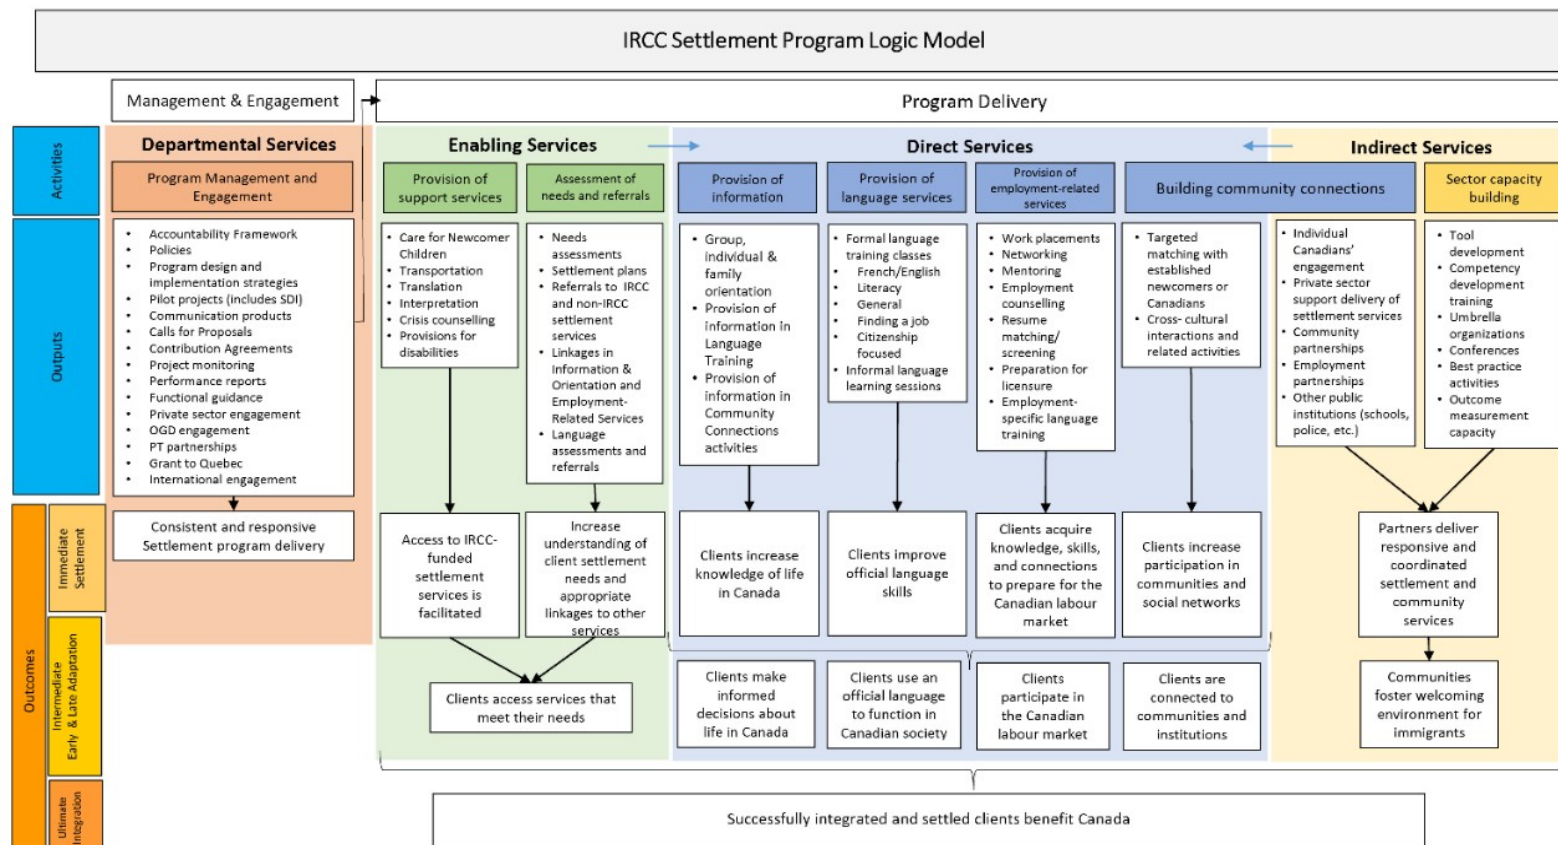 IRCC Settlement Program Logic Model
Management & Engagement
Program Delivery
Activities
Departmental Services
Enabling Services
Direct Services
Indirect Services
Program Management and
Engagement
Provision of
support services
Assessment of
needs and referrals
Provision of
information
Provision of
language services
Provision of
employment-related
services
Building community connections
Sector capacity
building
Outputs
• Accountability Framework
• Policies
• Program design and
implementation strategies
• Pilot projects (includes SDI)
• Communication products
• Calls for Proposals
• Contribution Agreements
• Project monitoring
• Performance reports
• Functional guidance
• Private sector engagement
• OGD engagement
• PT partnerships
• Grant to Quebec
• International engagement
• Care for Newcomer
Children
• Transportation
• Translation
• Interpretation
• Crisis counselling
• Provisions for
disabilities
• Needs
assessments
• Settlement plans
• Referrals to IRCC
and non-IRCC
settlement
services
• Linkages in
Information &
Orientation and
Employment-
Related Services
• Language
assessments and
referrals
• Group,
individual &
family
orientation
• Provision of
information in
Language
Training
• Provision of
information in
Community
Connections
activities
• Formal language
training classes
• French/English
• Literacy
• General
• Finding a job
• Citizenship
focused
• Informal language
learning sessions
• Work placements
• Networking
• Mentoring
• Employment
counselling
• Resume
matching/
screening
• Preparation for
licensure
• Employment-
specific language
training
• Targeted
matching with
established
newcomers or
Canadians
• Cross- cultural
interactions and
related activities
• Individual
Canadians'
engagement
• Private sector
support delivery of
settlement services
• Community
partnerships
• Employment
partnerships
• Other public
institutions (schools,
police, etc.)
• Tool
development
• Competency
development
training
• Umbrella
organizations
• Conferences
• Best practice
activities
• Outcome
measurement
capacity
Outcomes
Immediate
Settlement
Consistent and responsive
Settlement program delivery
Access to IRCC-
funded
settlement
services is
facilitated
Increase
understanding of
client settlement
needs and
appropriate
linkages to other
services
Clients increase
knowledge of life
in Canada
Clients improve
official language
skills
Clients acquire
knowledge, skills,
and connections
to prepare for the
Canadian labour
market
Clients increase
participation in
communities and
social networks
Partners deliver
responsive and
coordinated
settlement and
community
services
Intermediate
Early & Late Adaptation
Clients access services that
meet their needs
Clients make
informed
decisions about
life in Canada
Clients use an
official language
to function in
Canadian society
Clients
participate in
the Canadian
labour market
Clients are
connected to
communities and
institutions
Communities
foster welcoming
environment for
immigrants
Ultimate
Integration
Successfully integrated and settled clients benefit Canada